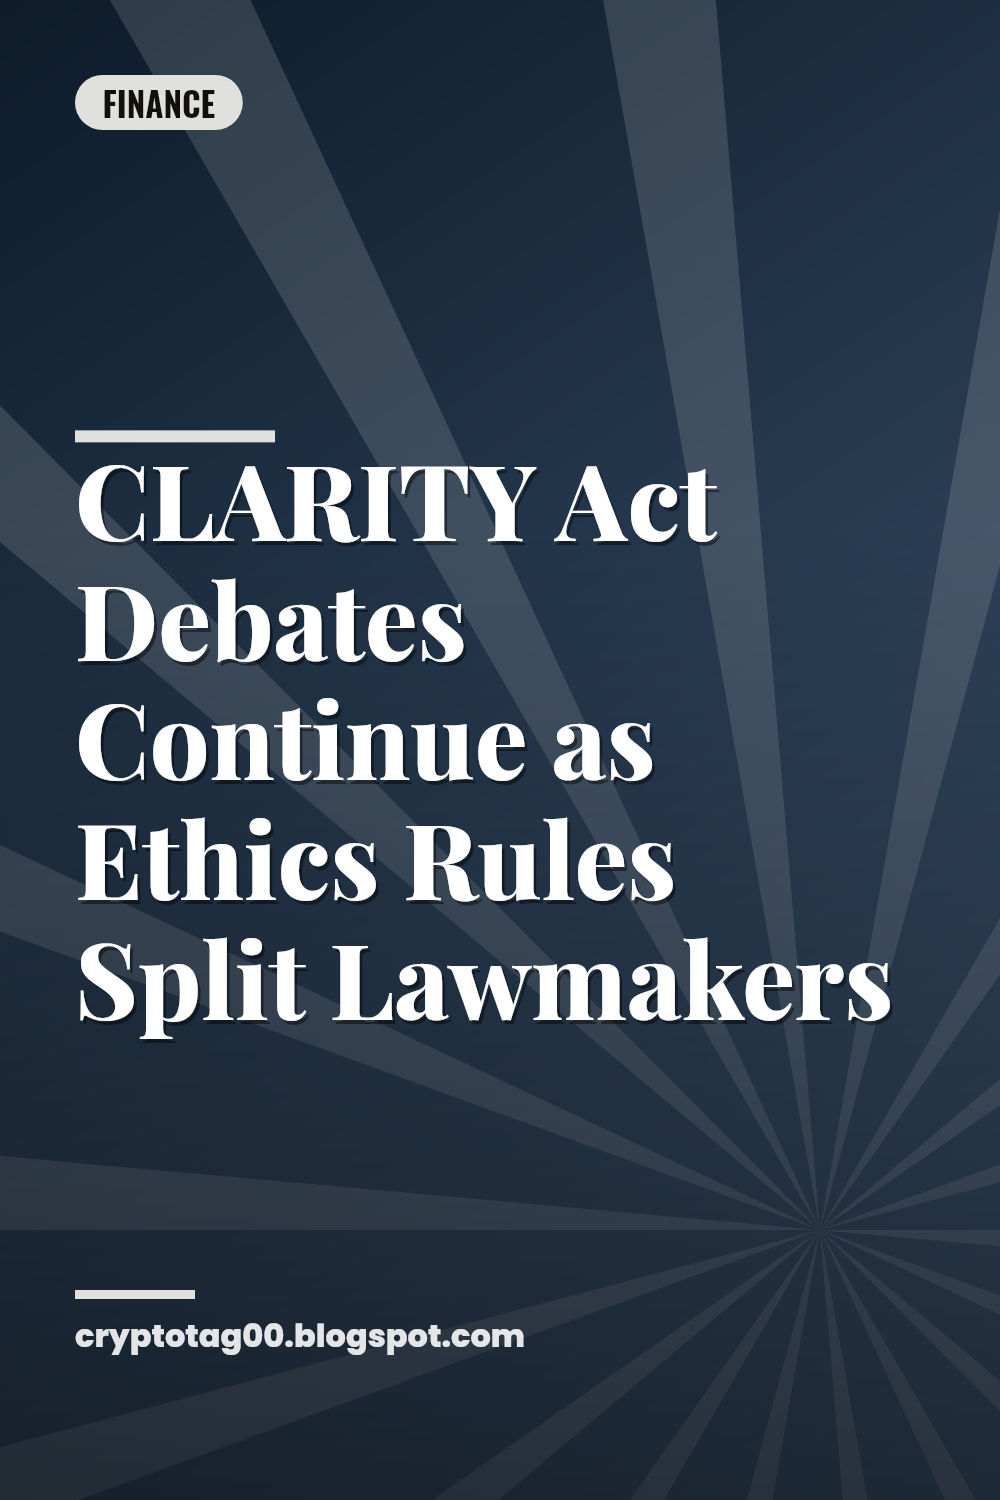 FINANCE
CLARITY Act
Debates
Continue as
Ethics Rules
Split Lawmakers
cryptotag00.blogspot.com